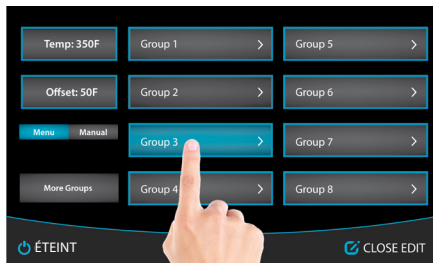 Temp: 350F
Group 1
Group 5
Offset: 50F
Group 2
Group 6
Menu
Manual
Group 3
Group 7
More Groups
Group 4
Group 8
ÉTEINT
CLOSE EDIT